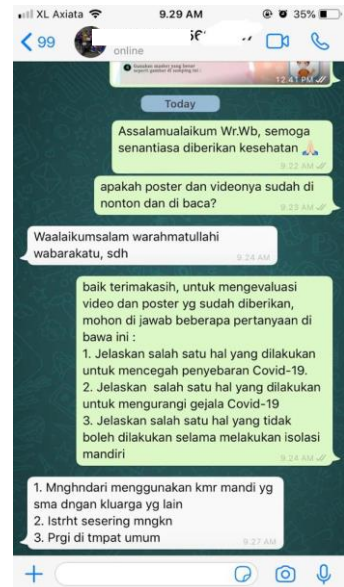 XL Axiata
9.29 AM
35%
99
online
12.41 PM
Today
Assalamualaikum Wr.Wb, semoga
senantiasa diberikan kesehatan 🙏🏻
9.22 AM
apakah poster dan videonya sudah di
nonton dan di baca?
9.23 AM
Waalaikumsalam warahmatullahi
wabarakatu, sdh
9.24 AM
baik terimakasih, untuk mengevaluasi
video dan poster yg sudah diberikan,
mohon di jawab beberapa pertanyaan di
bawa ini :
1. Jelaskan salah satu hal yang dilakukan
untuk mencegah penyebaran Covid-19.
2. Jelaskan salah satu hal yang dilakukan
untuk mengurangi gejala Covid-19
3. Jelaskan salah satu hal yang tidak
boleh dilakukan selama melakukan isolasi
mandiri
9.24 AM
1. Mnghndari menggunakan kmr mandi yg
sma dngan kluarga yg lain
2. Istrht sesering mngkn
3. Prgi di tmpat umum
9.27 AM